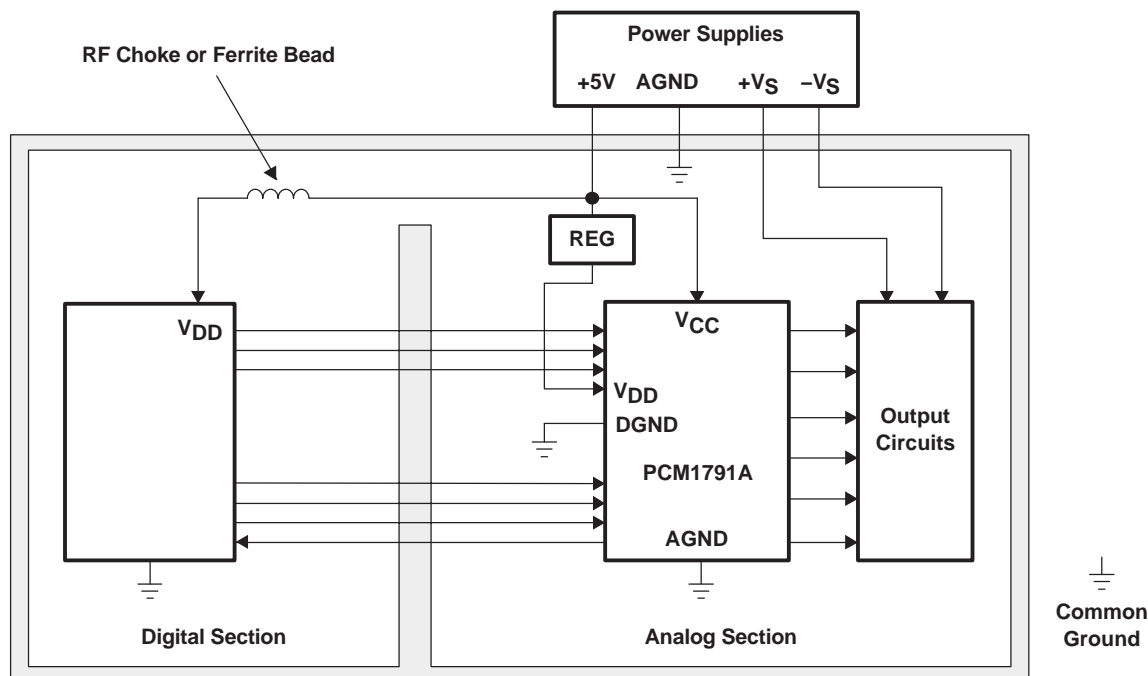 Power Supplies
RF Choke or Ferrite Bead
+5V AGND +VS –VS
REG
VDD
VCC
VDD
DGND
Output
Circuits
PCM1791A
AGND
Common
Ground
Digital Section
Analog Section